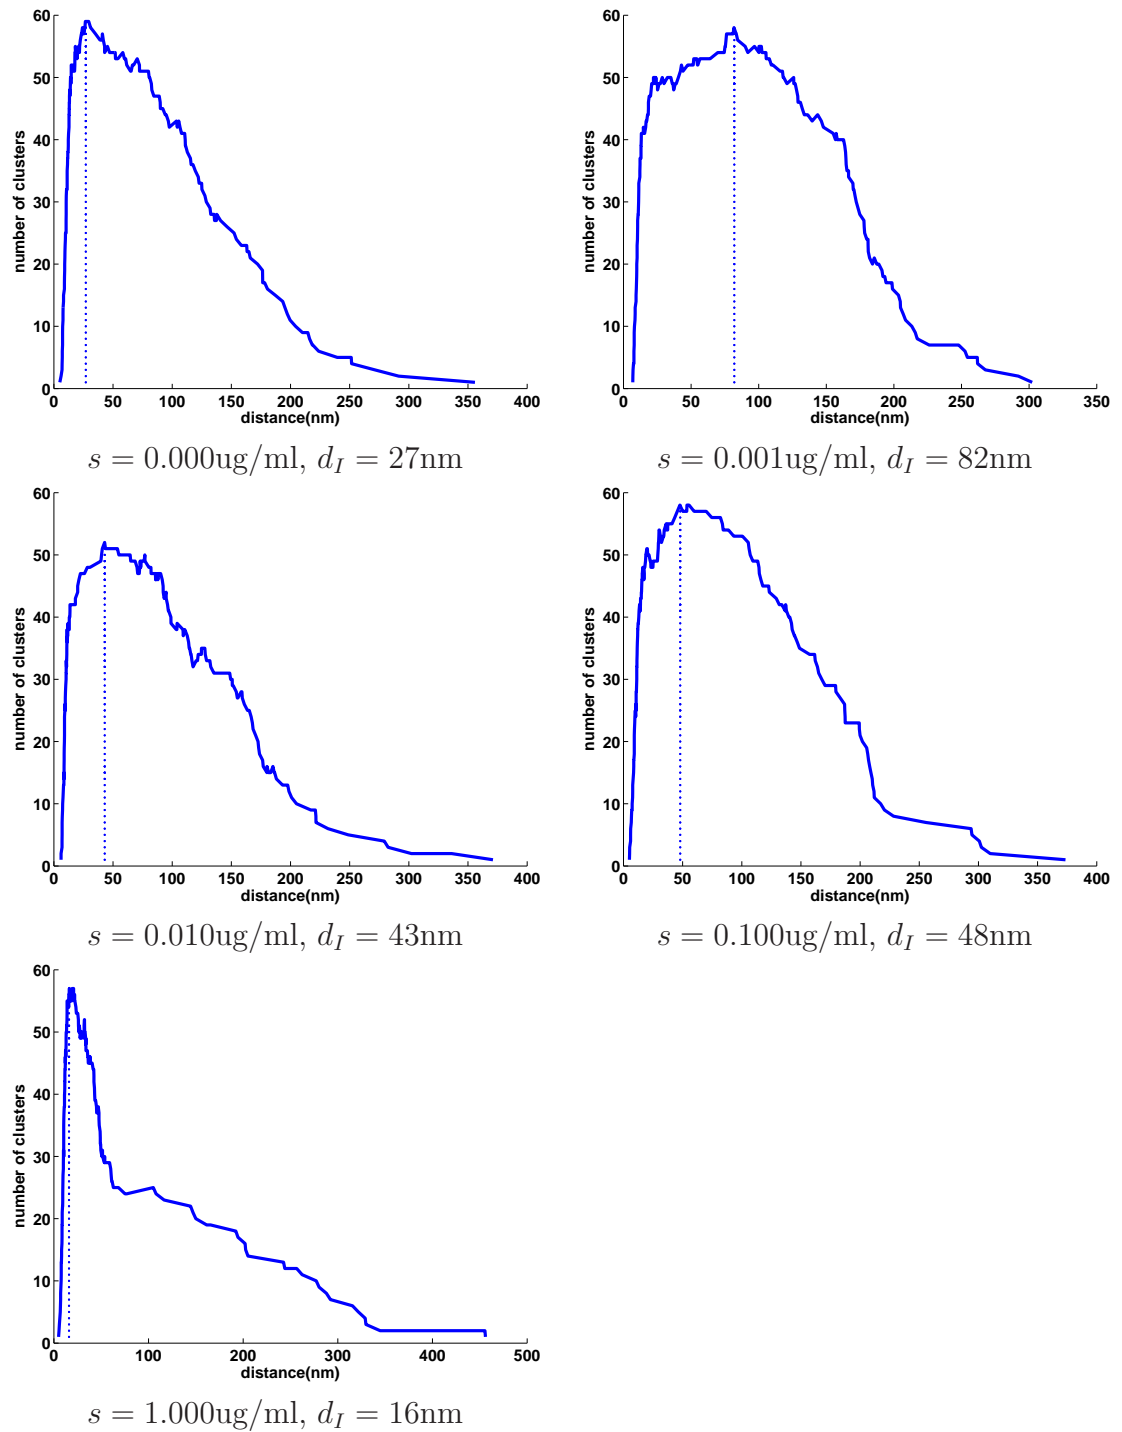 60
50
40
30
20
10
0
number of clusters
0 50 100 150 200 250 300 350 400
distance(nm)
s = 0.000ug/ml, d_I = 27nm
60
50
40
30
20
10
0
number of clusters
0 50 100 150 200 250 300 350
distance(nm)
s = 0.001ug/ml, d_I = 82nm
60
50
40
30
20
10
0
number of clusters
0 50 100 150 200 250 300 350 400
distance(nm)
s = 0.010ug/ml, d_I = 43nm
60
50
40
30
20
10
0
number of clusters
0 50 100 150 200 250 300 350 400
distance(nm)
s = 0.100ug/ml, d_I = 48nm
60
50
40
30
20
10
0
number of clusters
0 100 200 300 400 500
distance(nm)
s = 1.000ug/ml, d_I = 16nm